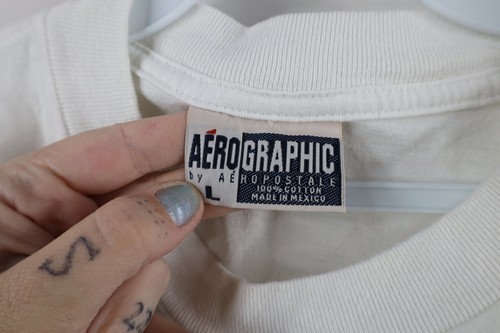 AÉROGRAPHIC
by AÉROPOSTALE
L
100% COTTON
MADE IN MEXICO